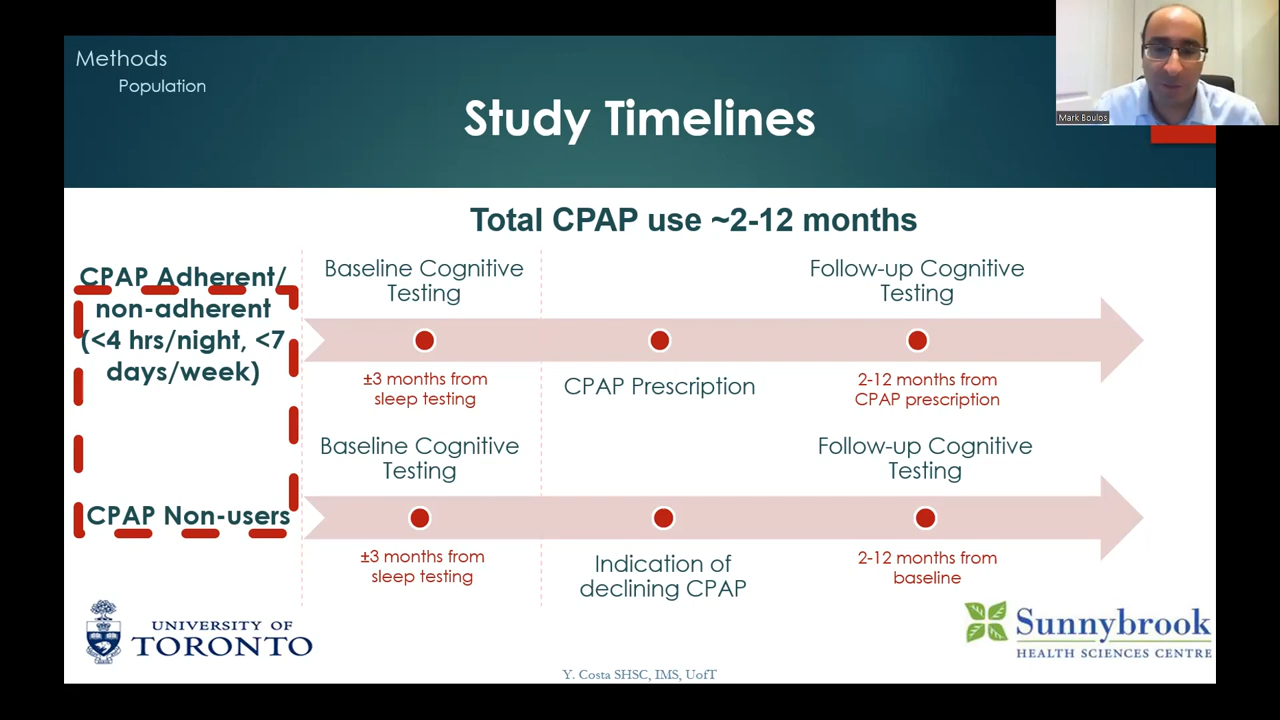 Methods
Population
Study Timelines
Mark Boulos
Total CPAP use ~2-12 months
CPAP Adherent/
non-adherent
(<4 hrs/night, <7
days/week)
Baseline Cognitive
Testing
Follow-up Cognitive
Testing
±3 months from
sleep testing
CPAP Prescription
2-12 months from
CPAP prescription
CPAP Non-users
Baseline Cognitive
Testing
Follow-up Cognitive
Testing
±3 months from
sleep testing
Indication of
declining CPAP
2-12 months from
baseline
UNIVERSITY OF
TORONTO
Sunnybrook
HEALTH SCIENCES CENTRE
Y. Costa SHSC, IMS, UofT